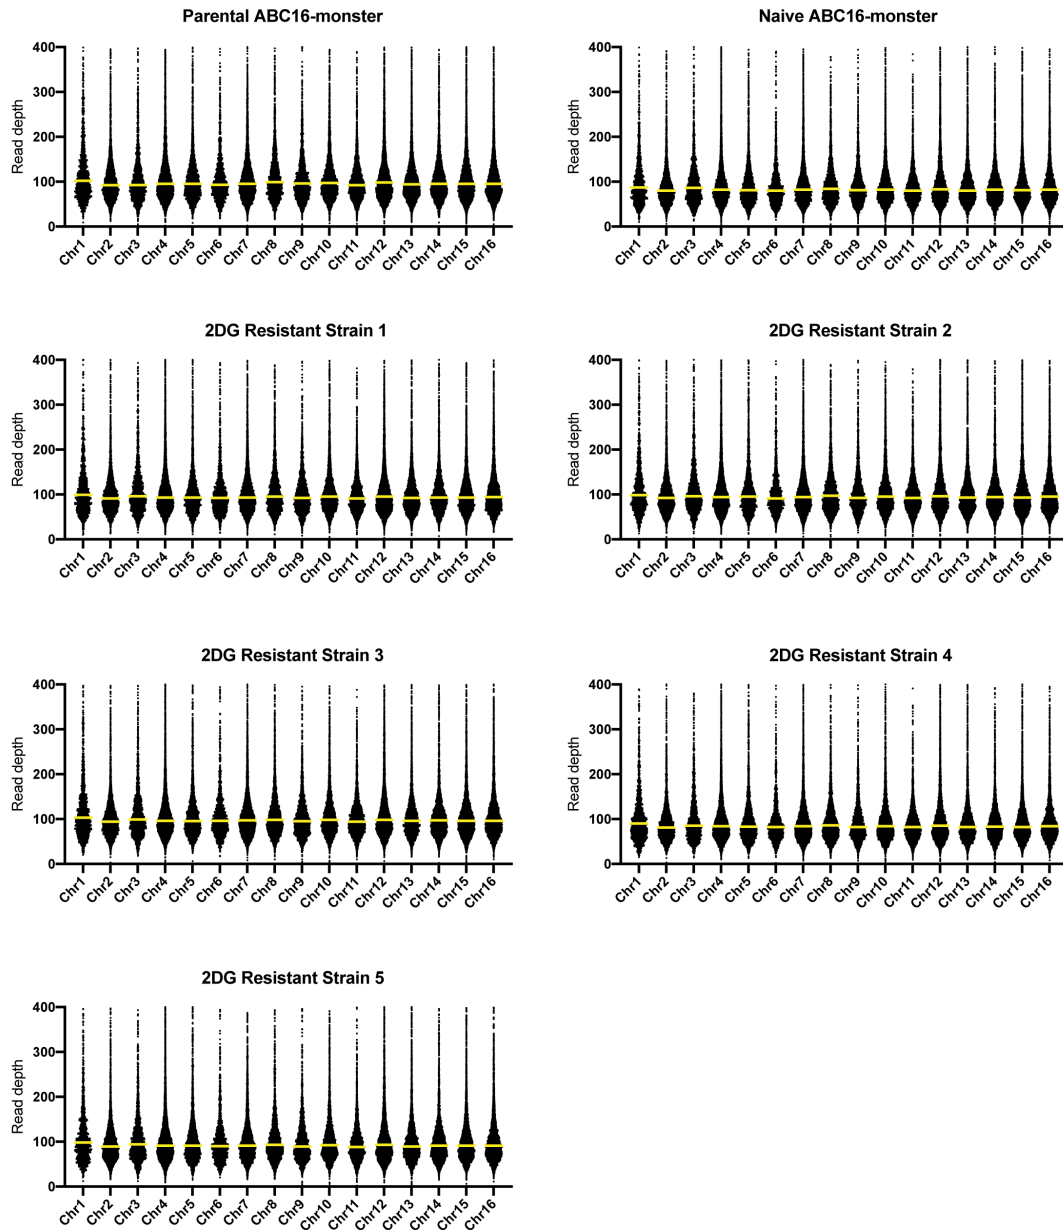 Parental ABC16-monster
Read depth
400
300
200
100
0
Chr1 Chr2 Chr3 Chr4 Chr5 Chr6 Chr7 Chr8 Chr9 Chr10 Chr11 Chr12 Chr13 Chr14 Chr15 Chr16
Naive ABC16-monster
Read depth
400
300
200
100
0
Chr1 Chr2 Chr3 Chr4 Chr5 Chr6 Chr7 Chr8 Chr9 Chr10 Chr11 Chr12 Chr13 Chr14 Chr15 Chr16
2DG Resistant Strain 1
Read depth
400
300
200
100
0
Chr1 Chr2 Chr3 Chr4 Chr5 Chr6 Chr7 Chr8 Chr9 Chr10 Chr11 Chr12 Chr13 Chr14 Chr15 Chr16
2DG Resistant Strain 2
Read depth
400
300
200
100
0
Chr1 Chr2 Chr3 Chr4 Chr5 Chr6 Chr7 Chr8 Chr9 Chr10 Chr11 Chr12 Chr13 Chr14 Chr15 Chr16
2DG Resistant Strain 3
Read depth
400
300
200
100
0
Chr1 Chr2 Chr3 Chr4 Chr5 Chr6 Chr7 Chr8 Chr9 Chr10 Chr11 Chr12 Chr13 Chr14 Chr15 Chr16
2DG Resistant Strain 4
Read depth
400
300
200
100
0
Chr1 Chr2 Chr3 Chr4 Chr5 Chr6 Chr7 Chr8 Chr9 Chr10 Chr11 Chr12 Chr13 Chr14 Chr15 Chr16
2DG Resistant Strain 5
Read depth
400
300
200
100
0
Chr1 Chr2 Chr3 Chr4 Chr5 Chr6 Chr7 Chr8 Chr9 Chr10 Chr11 Chr12 Chr13 Chr14 Chr15 Chr16